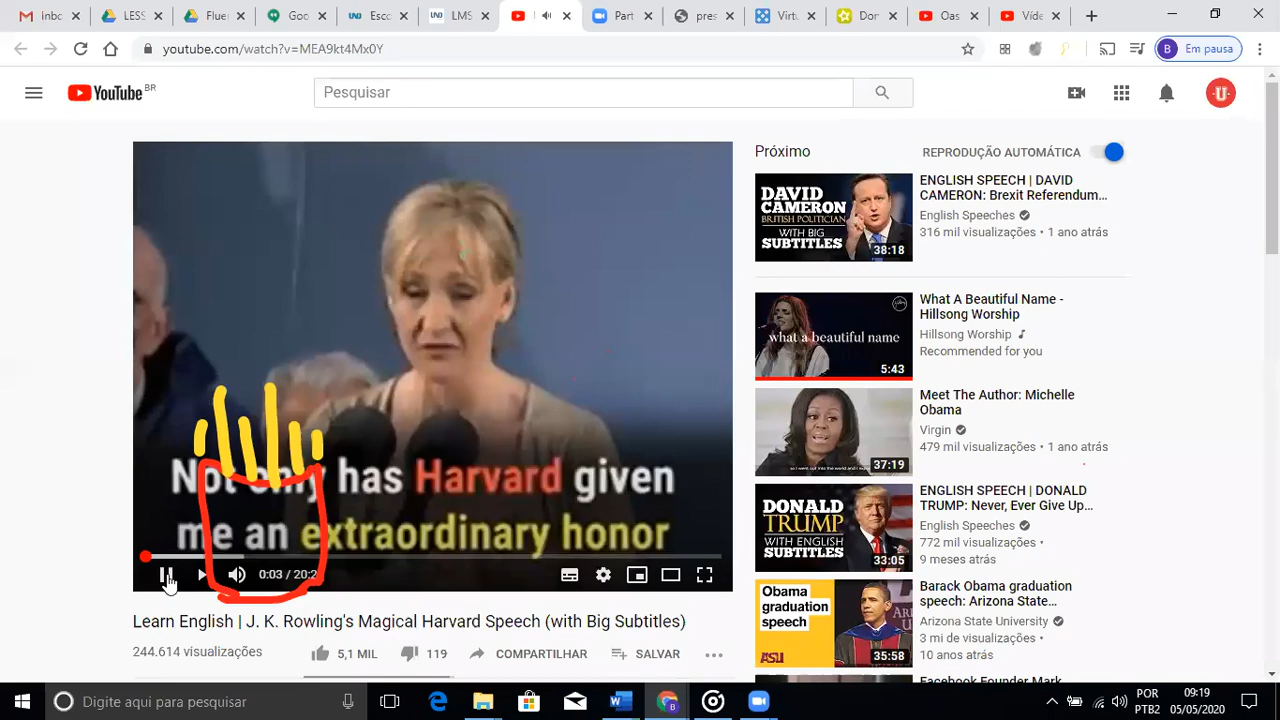 Inbc
LESS
Flue
Goo
Esco
LMS
Part
pres
Virtu
Dor
Oas
Víde
youtube.com/watch?v=MEA9kt4Mx0Y
B Em pausa
YouTube BR
Pesquisar
U
Próximo
REPRODUÇÃO AUTOMÁTICA
DAVID
CAMERON
BRITISH POLITICIAN
WITH BIG
SUBTITLES
38:18
ENGLISH SPEECH | DAVID
CAMERON: Brexit Referendum...
English Speeches
316 mil visualizações • 1 ano atrás
what a beautiful name
5:43
What A Beautiful Name -
Hillsong Worship
Hillsong Worship
Recommended for you
37:19
Meet The Author: Michelle
Obama
Virgin
479 mil visualizações • 1 ano atrás
DONALD
TRUMP
WITH ENGLISH
SUBTITLES
33:05
ENGLISH SPEECH | DONALD
TRUMP: Never, Ever Give Up...
English Speeches
772 mil visualizações •
9 meses atrás
Obama
graduation
speech:
ASU
35:58
Barack Obama graduation
speech: Arizona State...
Arizona State University
3 mi de visualizações •
10 anos atrás
Facebook Founder Mark
Not only has Harvard given
me an extraordinary honor
0:03 / 20:2
Learn English | J. K. Rowling's Magical Harvard Speech (with Big Subtitles)
244.614 visualizações
5,1 MIL
119
COMPARTILHAR
SALVAR
Digite aqui para pesquisar
POR
PTB2
09:19
05/05/2020